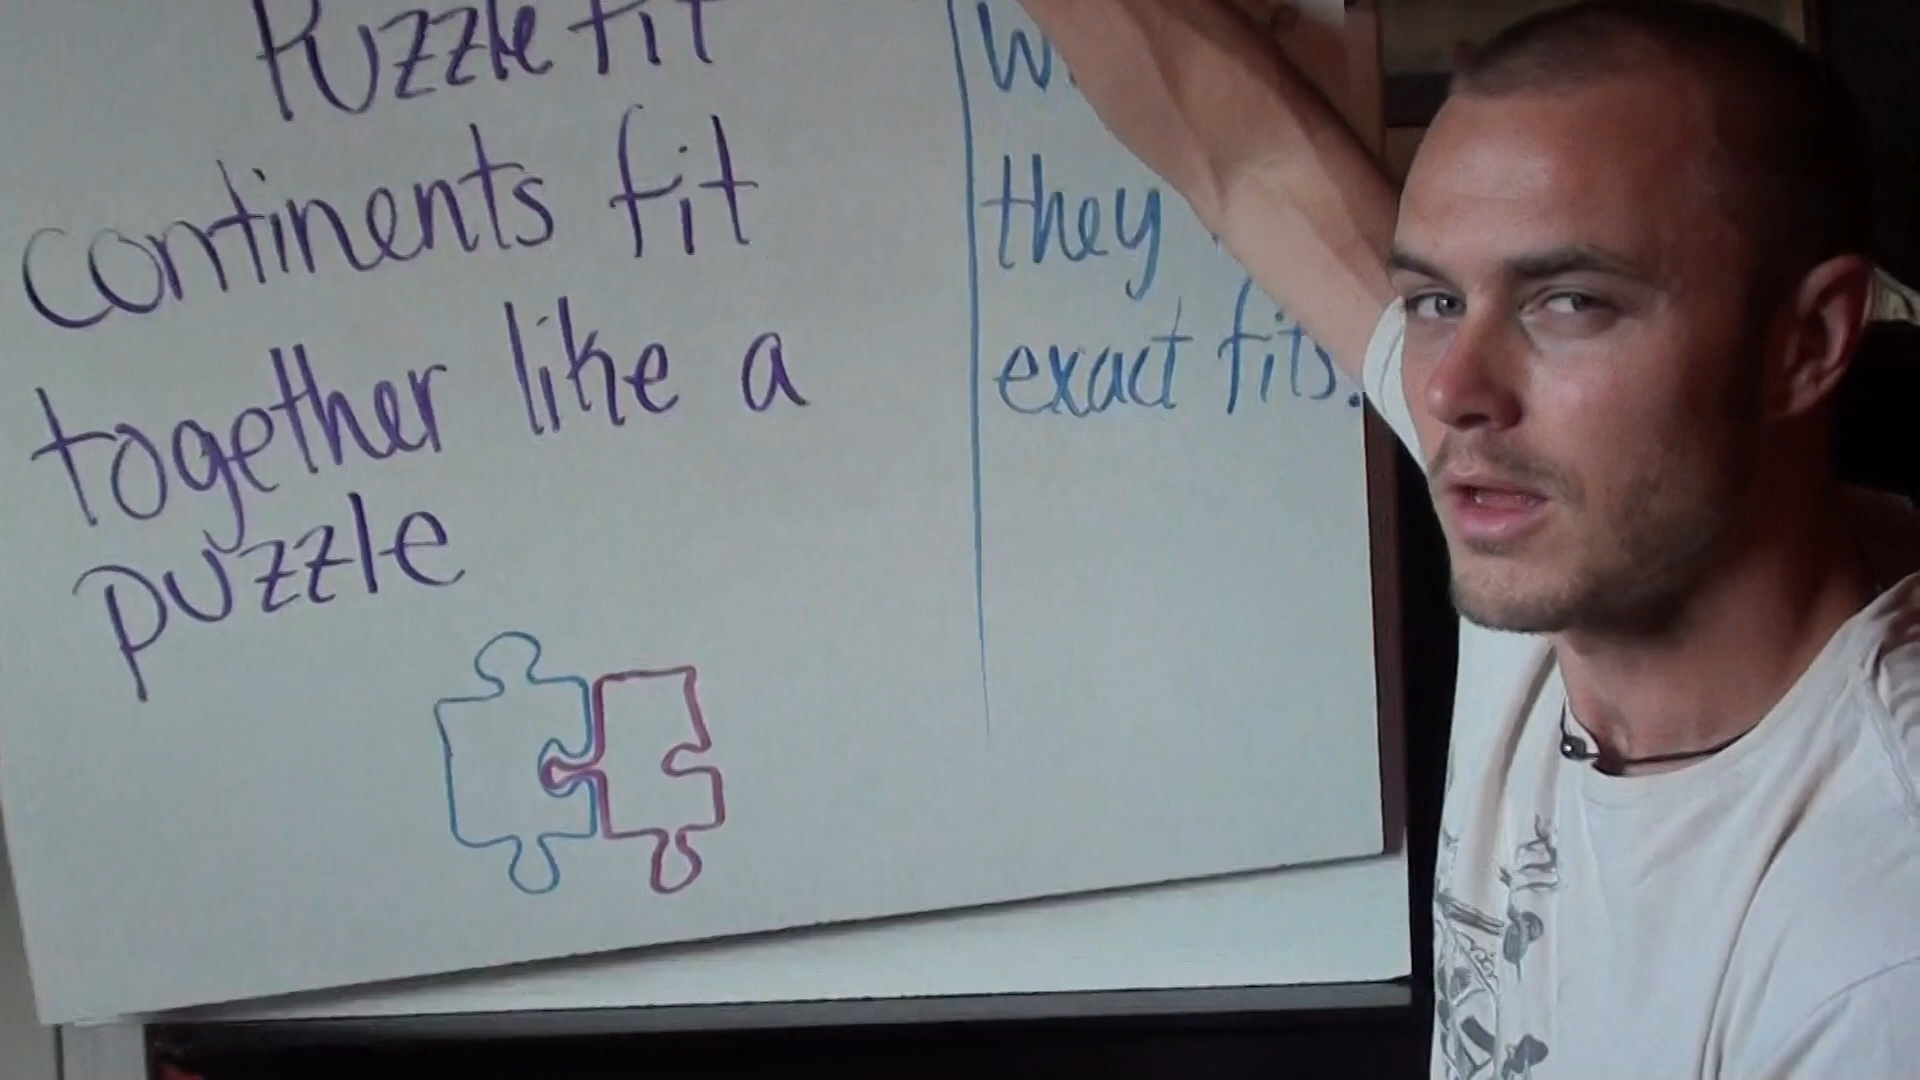 Puzzle fit
continents fit
together like a
puzzle
they
exact fits.